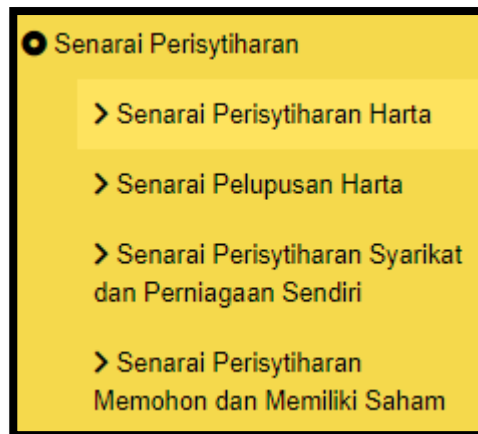 Senarai Perisytiharan
Senarai Perisytiharan Harta
Senarai Pelupusan Harta
Senarai Perisytiharan Syarikat
dan Perniagaan Sendiri
Senarai Perisytiharan
Memohon dan Memiliki Saham